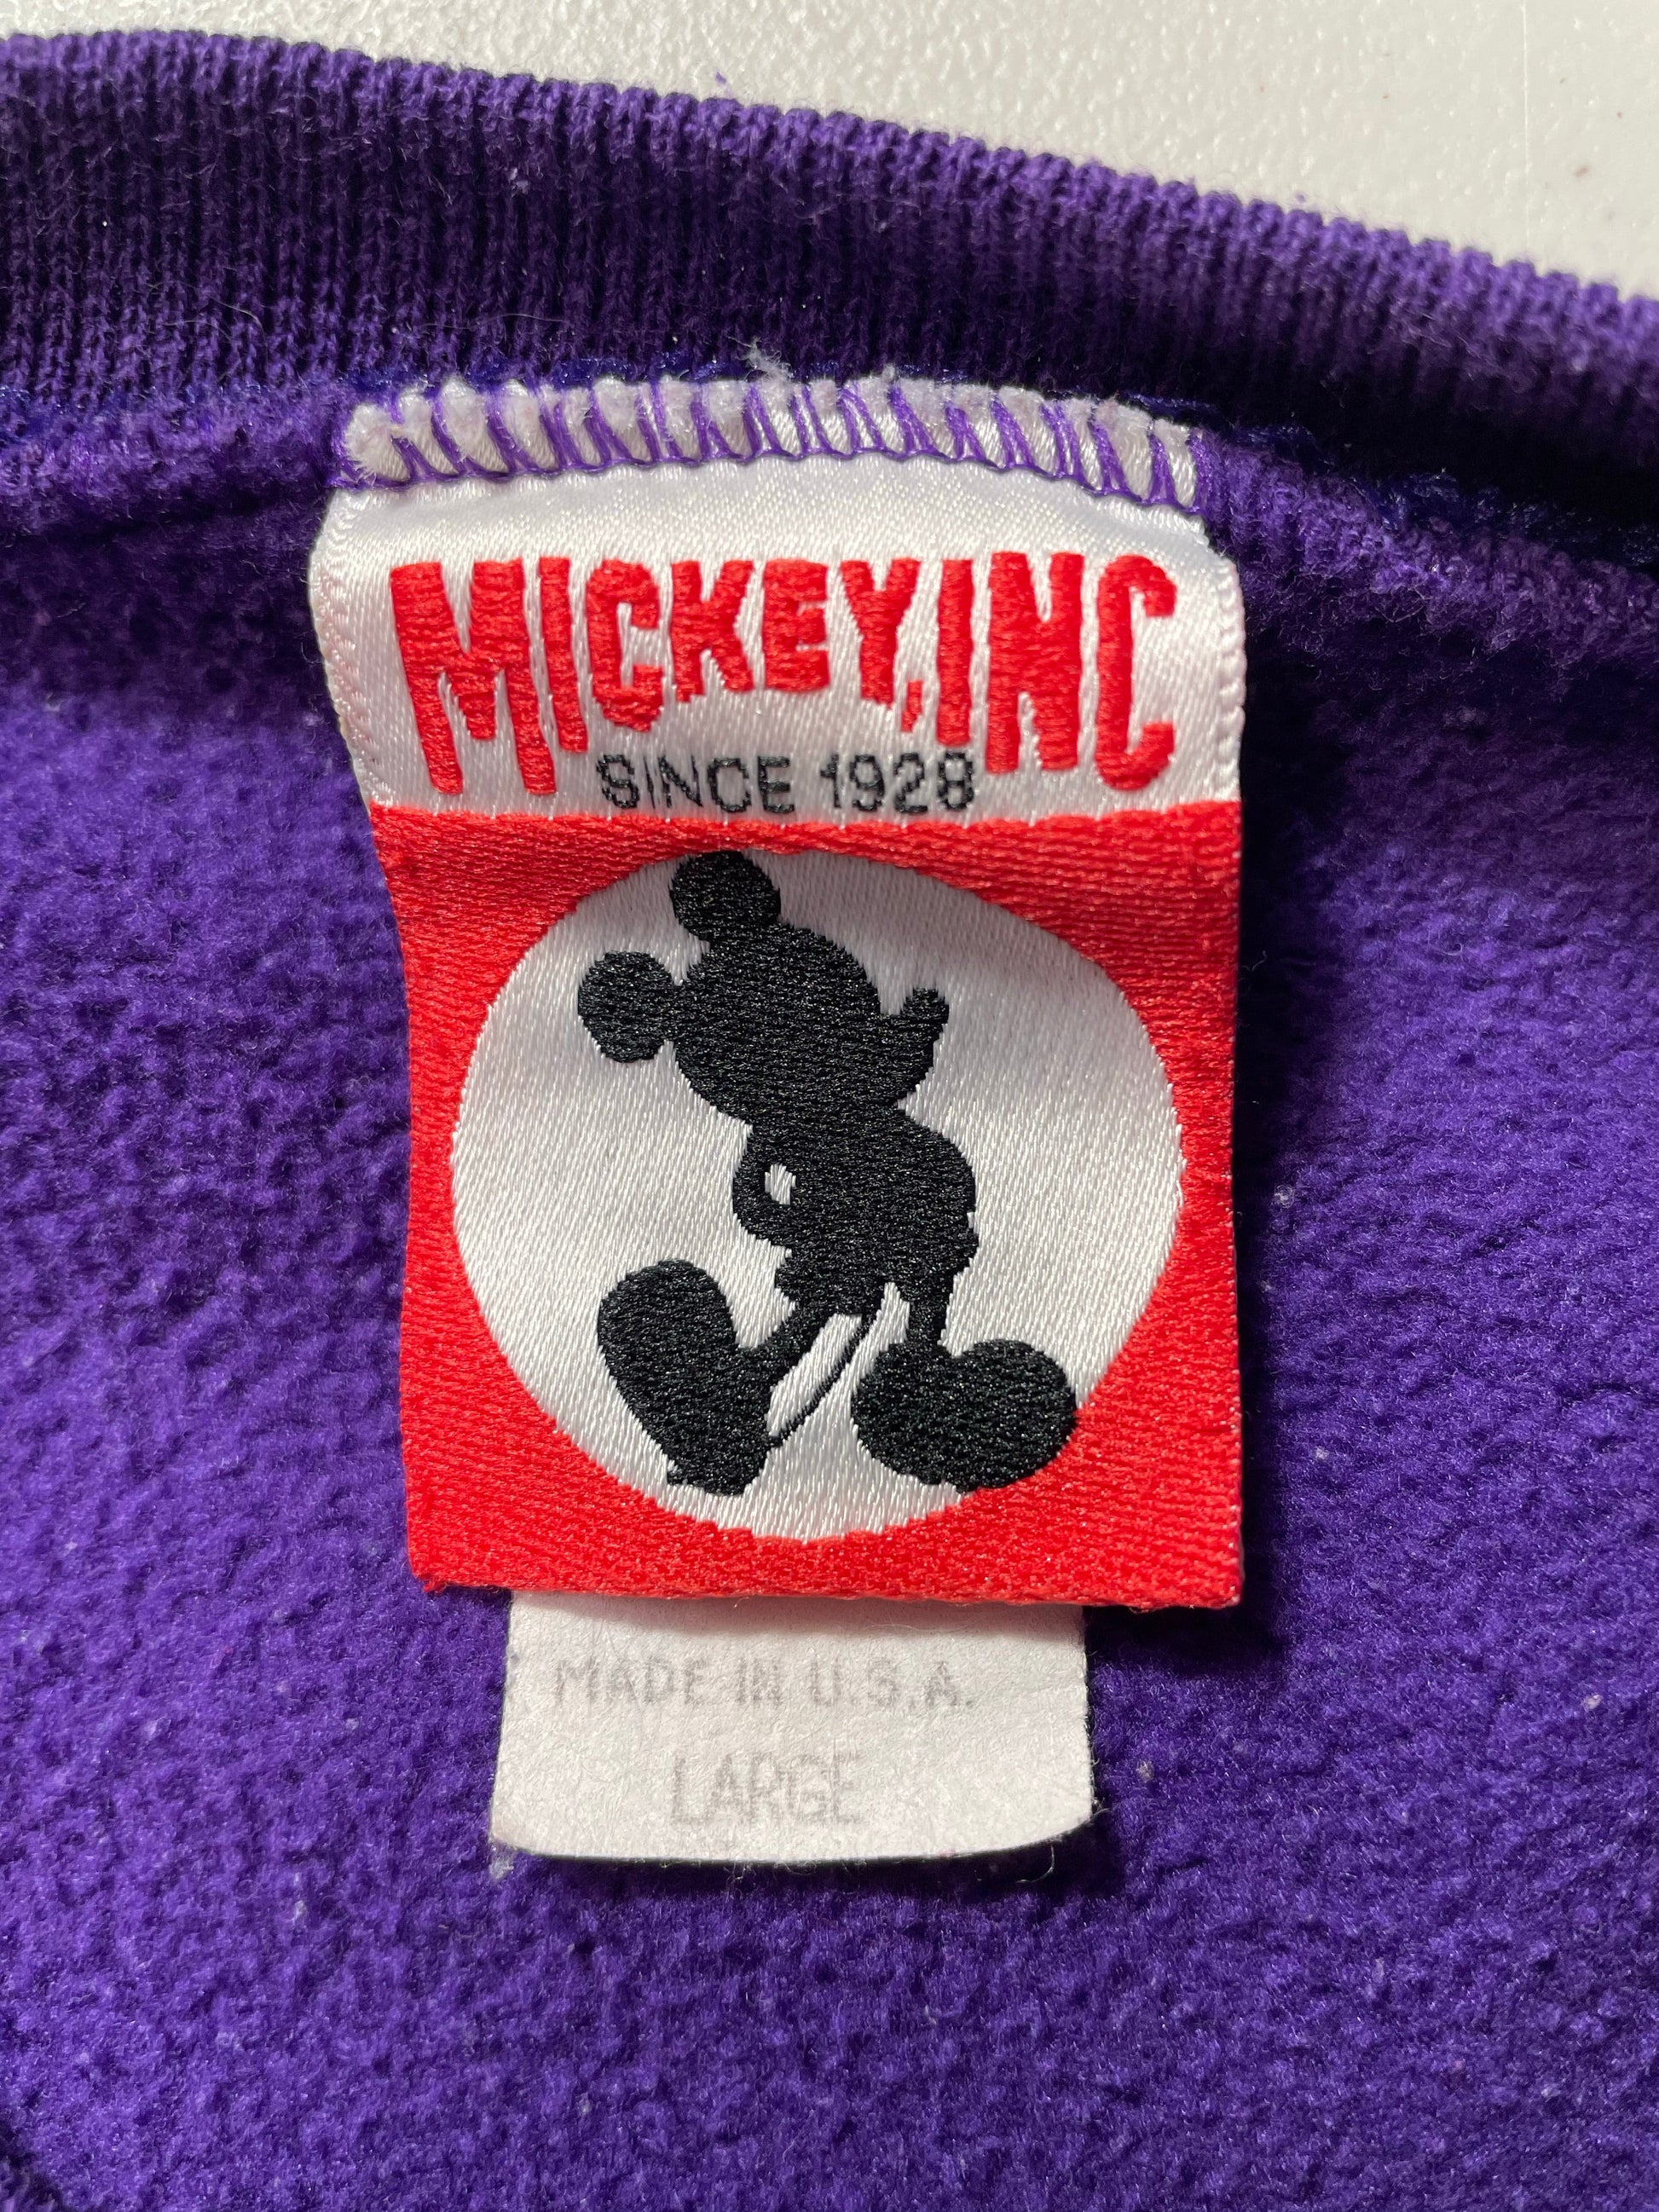 MICKEY, INC
SINCE 1928
MADE IN U.S.A.
LARGE